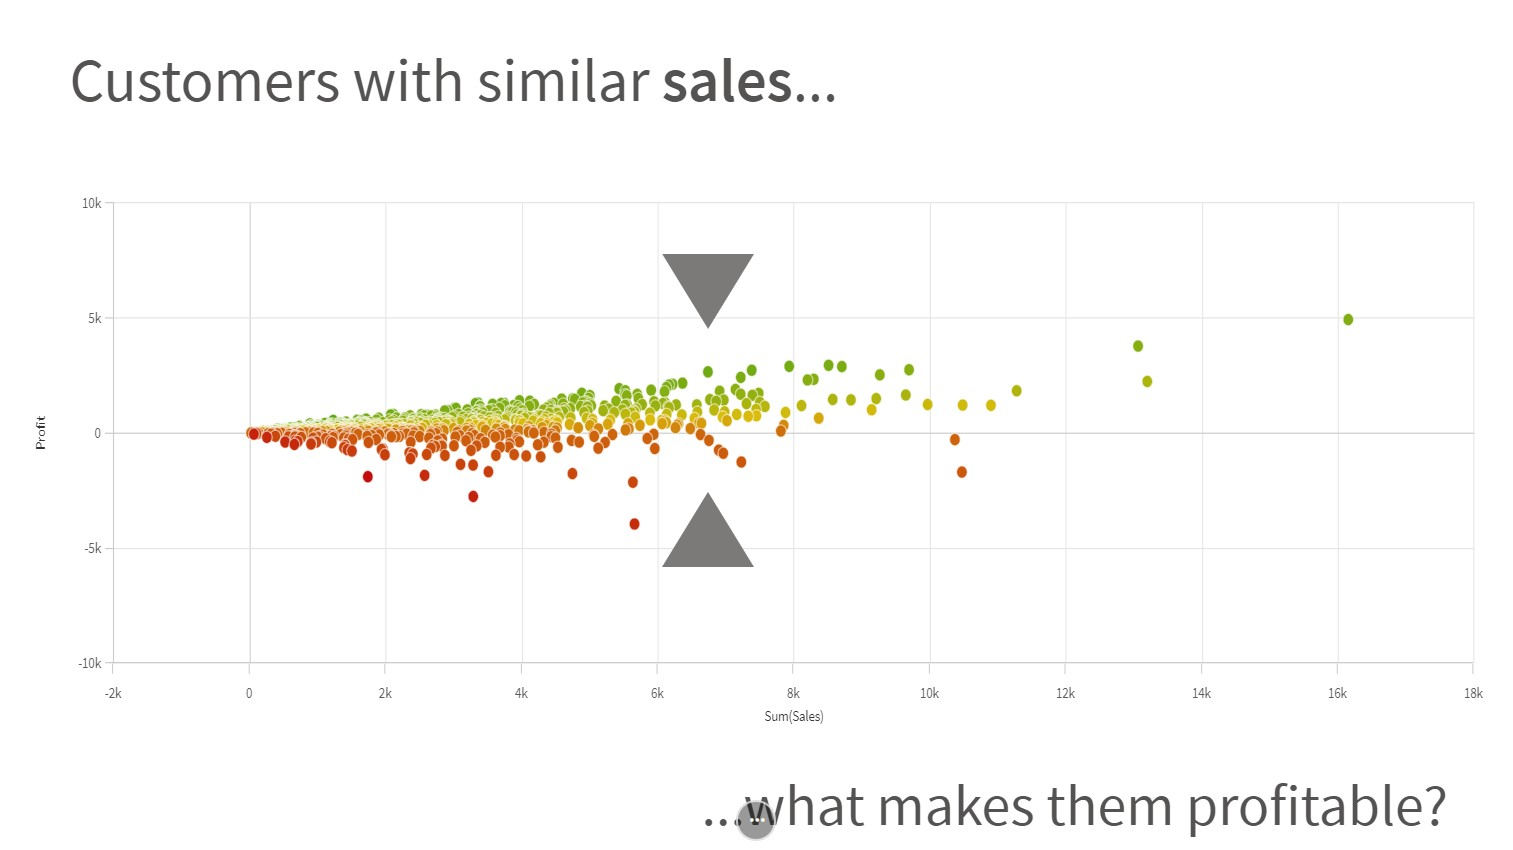 Customers with similar sales...
10k
5k
0
-5k
-10k
Profit
-2k 0 2k 4k 6k 8k 10k 12k 14k 16k 18k
Sum(Sales)
...what makes them profitable?